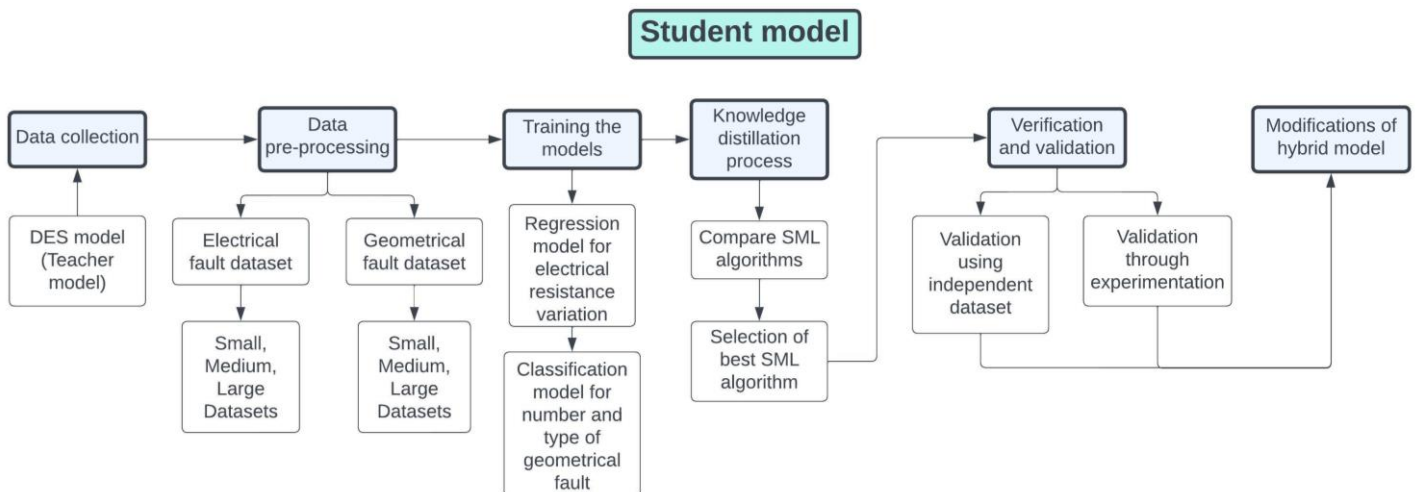 Student model
Data collection
DES model
(Teacher
model)
Data
pre-processing
Electrical
fault dataset
Small,
Medium,
Large
Datasets
Geometrical
fault dataset
Small,
Medium,
Large
Datasets
Training the
models
Regression
model for
electrical
resistance
variation
Classification
model for
number and
type of
geometrical
fault
Knowledge
distillation
process
Compare SML
algorithms
Selection of
best SML
algorithm
Verification
and validation
Validation
using
independent
dataset
Validation
through
experimentation
Modifications of
hybrid model